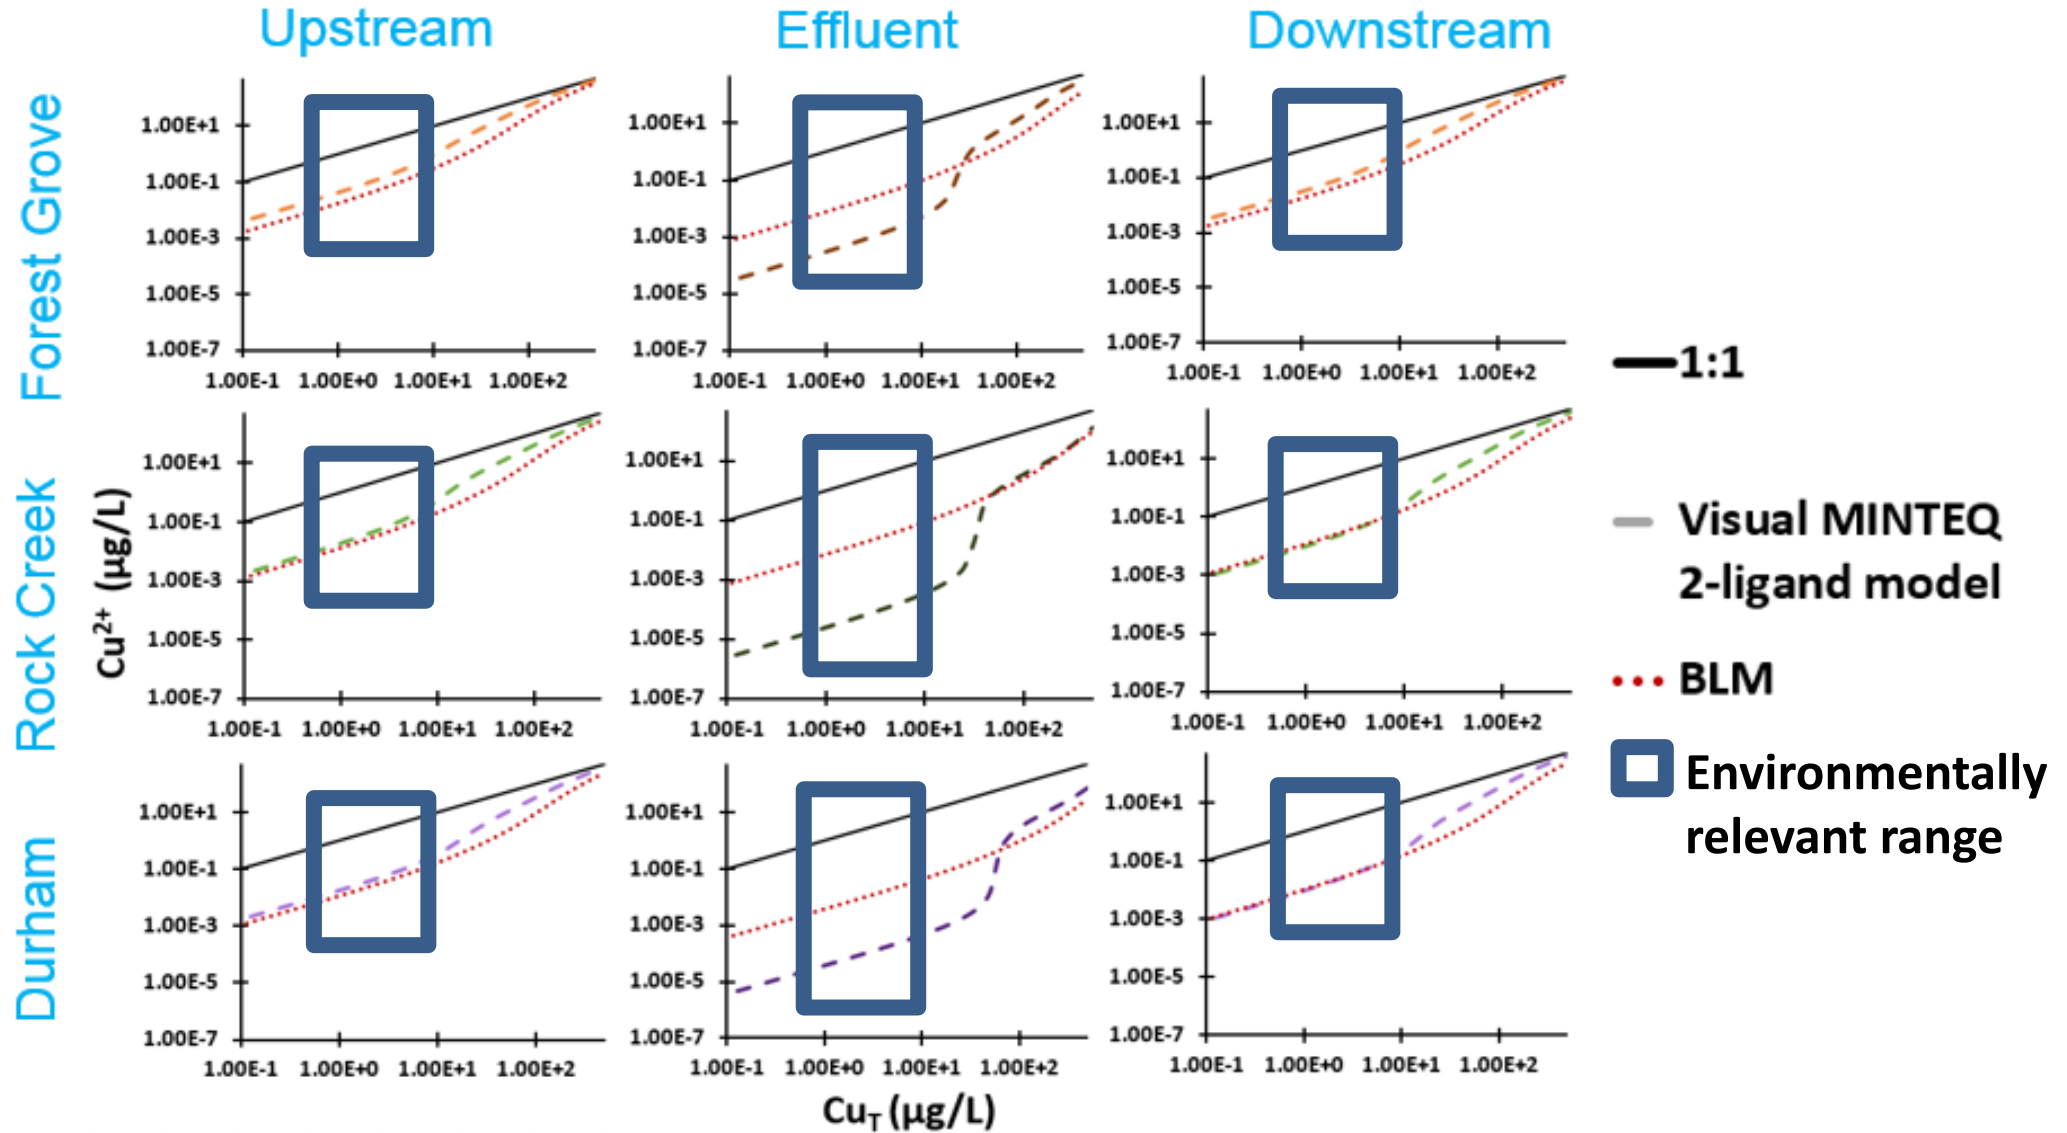 Upstream
Effluent
Downstream
Forest Grove
1.00E+1
1.00E-1
1.00E-3
1.00E-5
1.00E-7
1.00E-1 1.00E+0 1.00E+1 1.00E+2
1.00E+1
1.00E-1
1.00E-3
1.00E-5
1.00E-7
1.00E-1 1.00E+0 1.00E+1 1.00E+2
1.00E+1
1.00E-1
1.00E-3
1.00E-5
1.00E-7
1.00E-1 1.00E+0 1.00E+1 1.00E+2
Rock Creek
Cu2+ (µg/L)
1.00E+1
1.00E-1
1.00E-3
1.00E-5
1.00E-7
1.00E-1 1.00E+0 1.00E+1 1.00E+2
1.00E+1
1.00E-1
1.00E-3
1.00E-5
1.00E-7
1.00E-1 1.00E+0 1.00E+1 1.00E+2
1.00E+1
1.00E-1
1.00E-3
1.00E-5
1.00E-7
1.00E-1 1.00E+0 1.00E+1 1.00E+2
Durham
1.00E+1
1.00E-1
1.00E-3
1.00E-5
1.00E-7
1.00E-1 1.00E+0 1.00E+1 1.00E+2
1.00E+1
1.00E-1
1.00E-3
1.00E-5
1.00E-7
1.00E-1 1.00E+0 1.00E+1 1.00E+2
1.00E+1
1.00E-1
1.00E-3
1.00E-5
1.00E-7
1.00E-1 1.00E+0 1.00E+1 1.00E+2
CuT (µg/L)
1:1
Visual MINTEQ
2-ligand model
BLM
Environmentally
relevant range